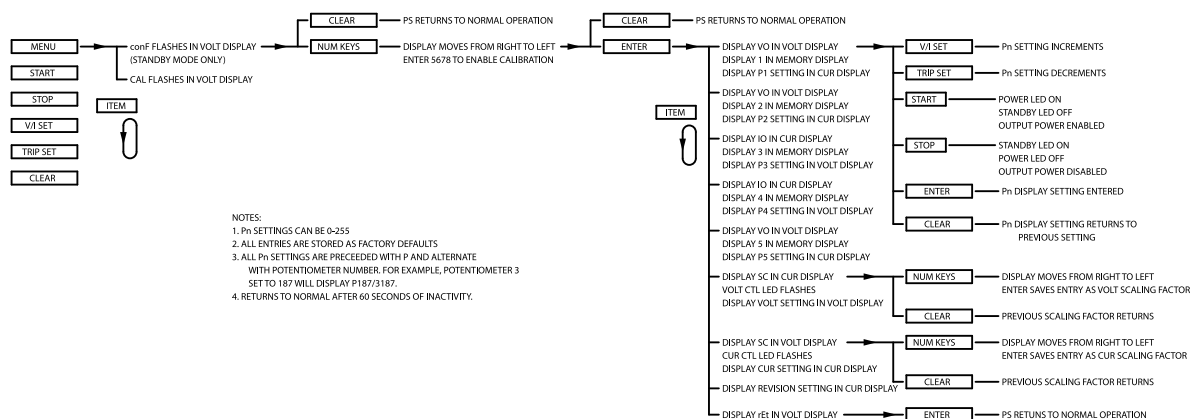 MENU
START
STOP
V/I SET
TRIP SET
CLEAR
conF FLASHES IN VOLT DISPLAY
(STANDBY MODE ONLY)
CAL FLASHES IN VOLT DISPLAY
ITEM
CLEAR
PS RETURNS TO NORMAL OPERATION
NUM KEYS
DISPLAY MOVES FROM RIGHT TO LEFT
ENTER 5678 TO ENABLE CALIBRATION
CLEAR
PS RETURNS TO NORMAL OPERATION
ENTER
ITEM
DISPLAY VO IN VOLT DISPLAY
DISPLAY 1 IN MEMORY DISPLAY
DISPLAY P1 SETTING IN CUR DISPLAY
DISPLAY VO IN VOLT DISPLAY
DISPLAY 2 IN MEMORY DISPLAY
DISPLAY P2 SETTING IN CUR DISPLAY
DISPLAY IO IN CUR DISPLAY
DISPLAY 3 IN MEMORY DISPLAY
DISPLAY P3 SETTING IN VOLT DISPLAY
DISPLAY IO IN CUR DISPLAY
DISPLAY 4 IN MEMORY DISPLAY
DISPLAY P4 SETTING IN VOLT DISPLAY
DISPLAY VO IN VOLT DISPLAY
DISPLAY 5 IN MEMORY DISPLAY
DISPLAY P5 SETTING IN CUR DISPLAY
DISPLAY SC IN CUR DISPLAY
VOLT CTL LED FLASHES
DISPLAY VOLT SETTING IN VOLT DISPLAY
DISPLAY SC IN VOLT DISPLAY
CUR CTL LED FLASHES
DISPLAY CUR SETTING IN CUR DISPLAY
DISPLAY REVISION SETTING IN CUR DISPLAY
DISPLAY rEt IN VOLT DISPLAY
V/I SET
Pn SETTING INCREMENTS
TRIP SET
Pn SETTING DECREMENTS
START
POWER LED ON
STANDBY LED OFF
OUTPUT POWER ENABLED
STOP
STANDBY LED ON
POWER LED OFF
OUTPUT POWER DISABLED
ENTER
Pn DISPLAY SETTING ENTERED
CLEAR
Pn DISPLAY SETTING RETURNS TO
PREVIOUS SETTING
NUM KEYS
DISPLAY MOVES FROM RIGHT TO LEFT
ENTER SAVES ENTRY AS VOLT SCALING FACTOR
CLEAR
PREVIOUS SCALING FACTOR RETURNS
NUM KEYS
DISPLAY MOVES FROM RIGHT TO LEFT
ENTER SAVES ENTRY AS CUR SCALING FACTOR
CLEAR
PREVIOUS SCALING FACTOR RETURNS
ENTER
PS RETUNS TO NORMAL OPERATION
NOTES:
1. Pn SETTINGS CAN BE 0-255
2. ALL ENTRIES ARE STORED AS FACTORY DEFAULTS
3. ALL Pn SETTINGS ARE PRECEEDED WITH P AND ALTERNATE
WITH POTENTIOMETER NUMBER. FOR EXAMPLE, POTENTIOMETER 3
SET TO 187 WILL DISPLAY P187/3187.
4. RETURNS TO NORMAL AFTER 60 SECONDS OF INACTIVITY.